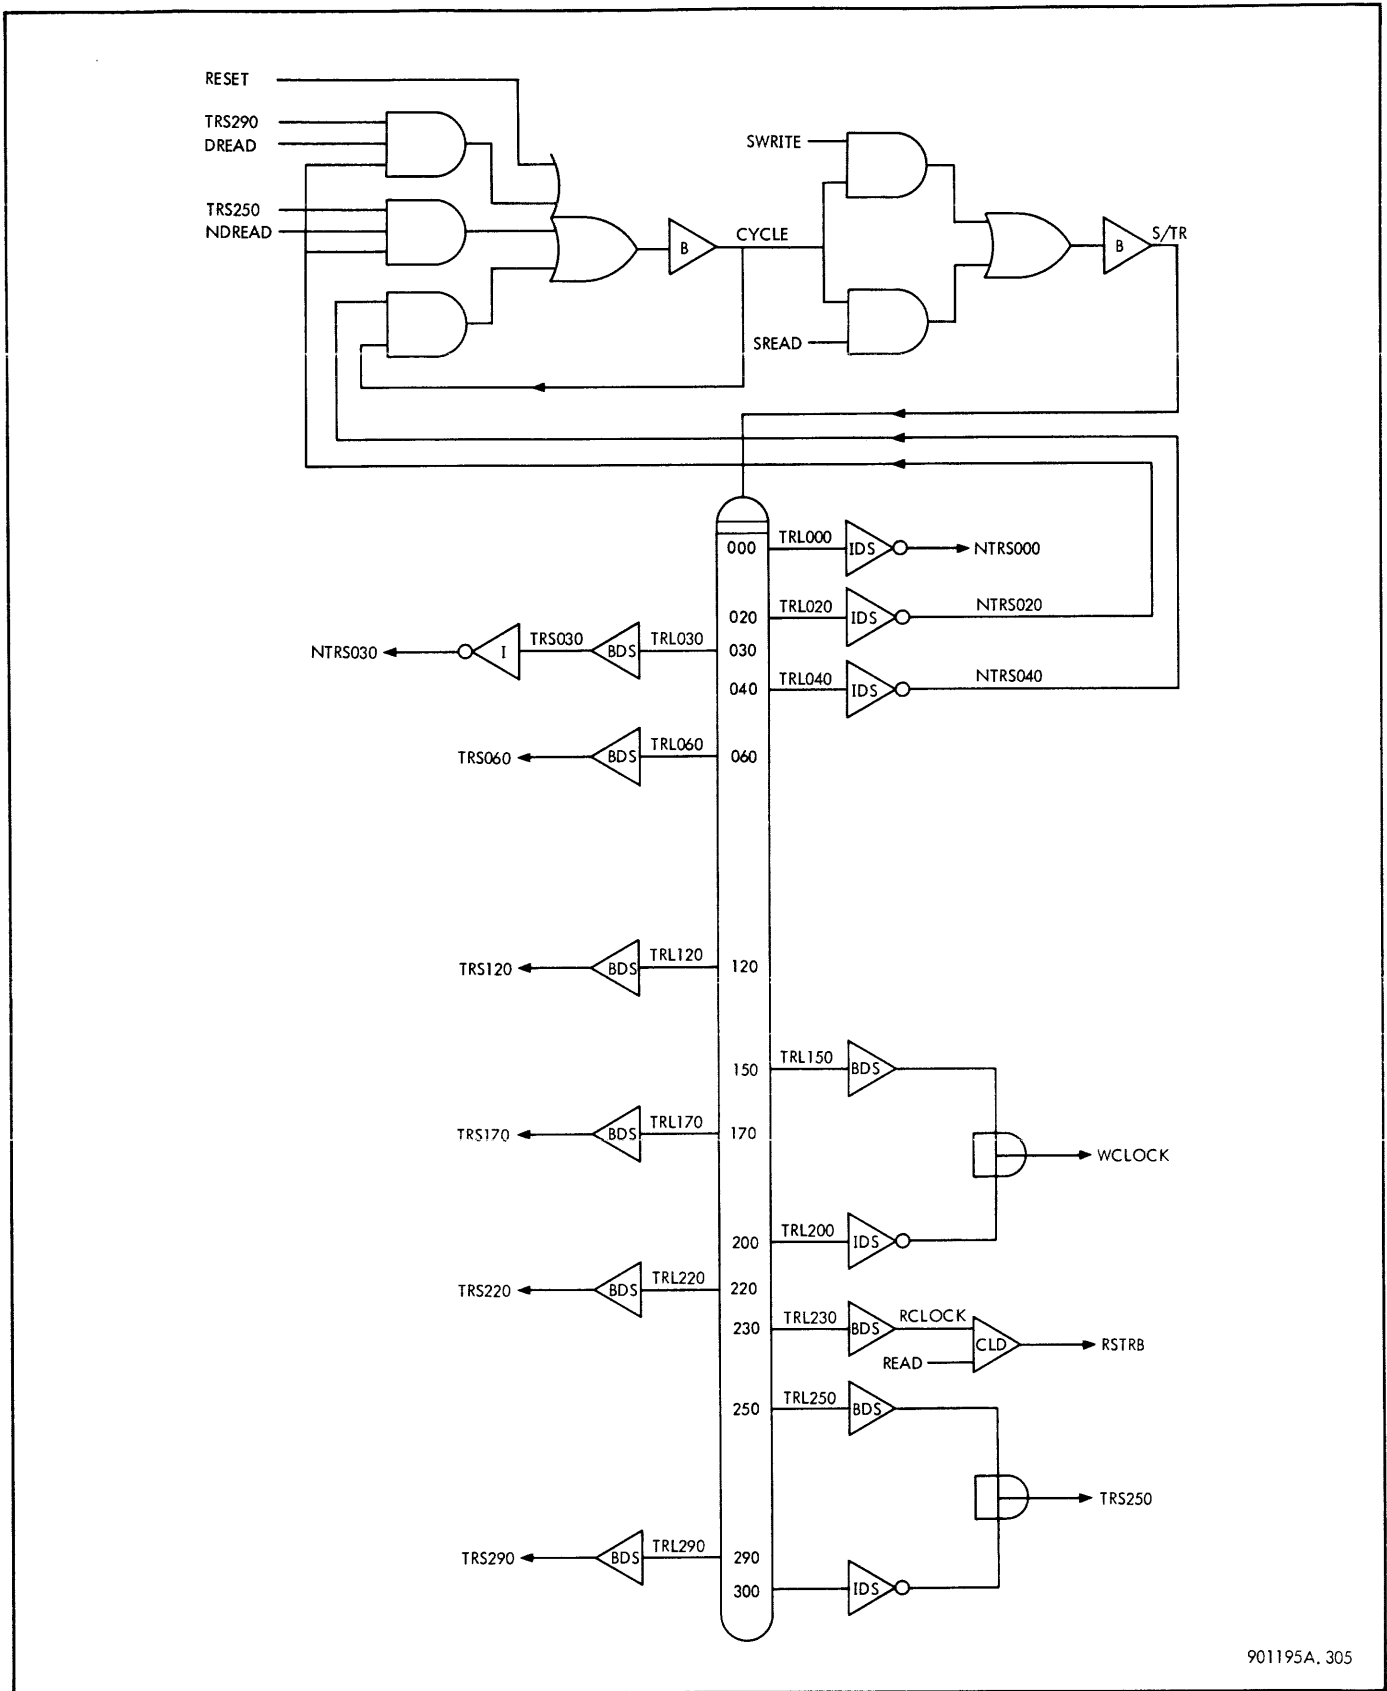 RESET
TRS290
DREAD
TRS250
NDREAD
B
CYCLE
SWRITE
SREAD
B
S/TR
000
TRL000
IDS
NTRS000
020
TRL020
IDS
NTRS020
NTRS030
I
TRS030
BDS
TRL030
030
040
TRL040
IDS
NTRS040
TRS060
BDS
TRL060
060
TRS120
BDS
TRL120
120
150
TRL150
BDS
WCLOCK
TRS170
BDS
TRL170
170
200
TRL200
IDS
TRS220
BDS
TRL220
220
230
TRL230
BDS
RCLOCK
READ
CLD
RSTRB
250
TRL250
BDS
TRS250
TRS290
BDS
TRL290
290
300
IDS
901195A. 305